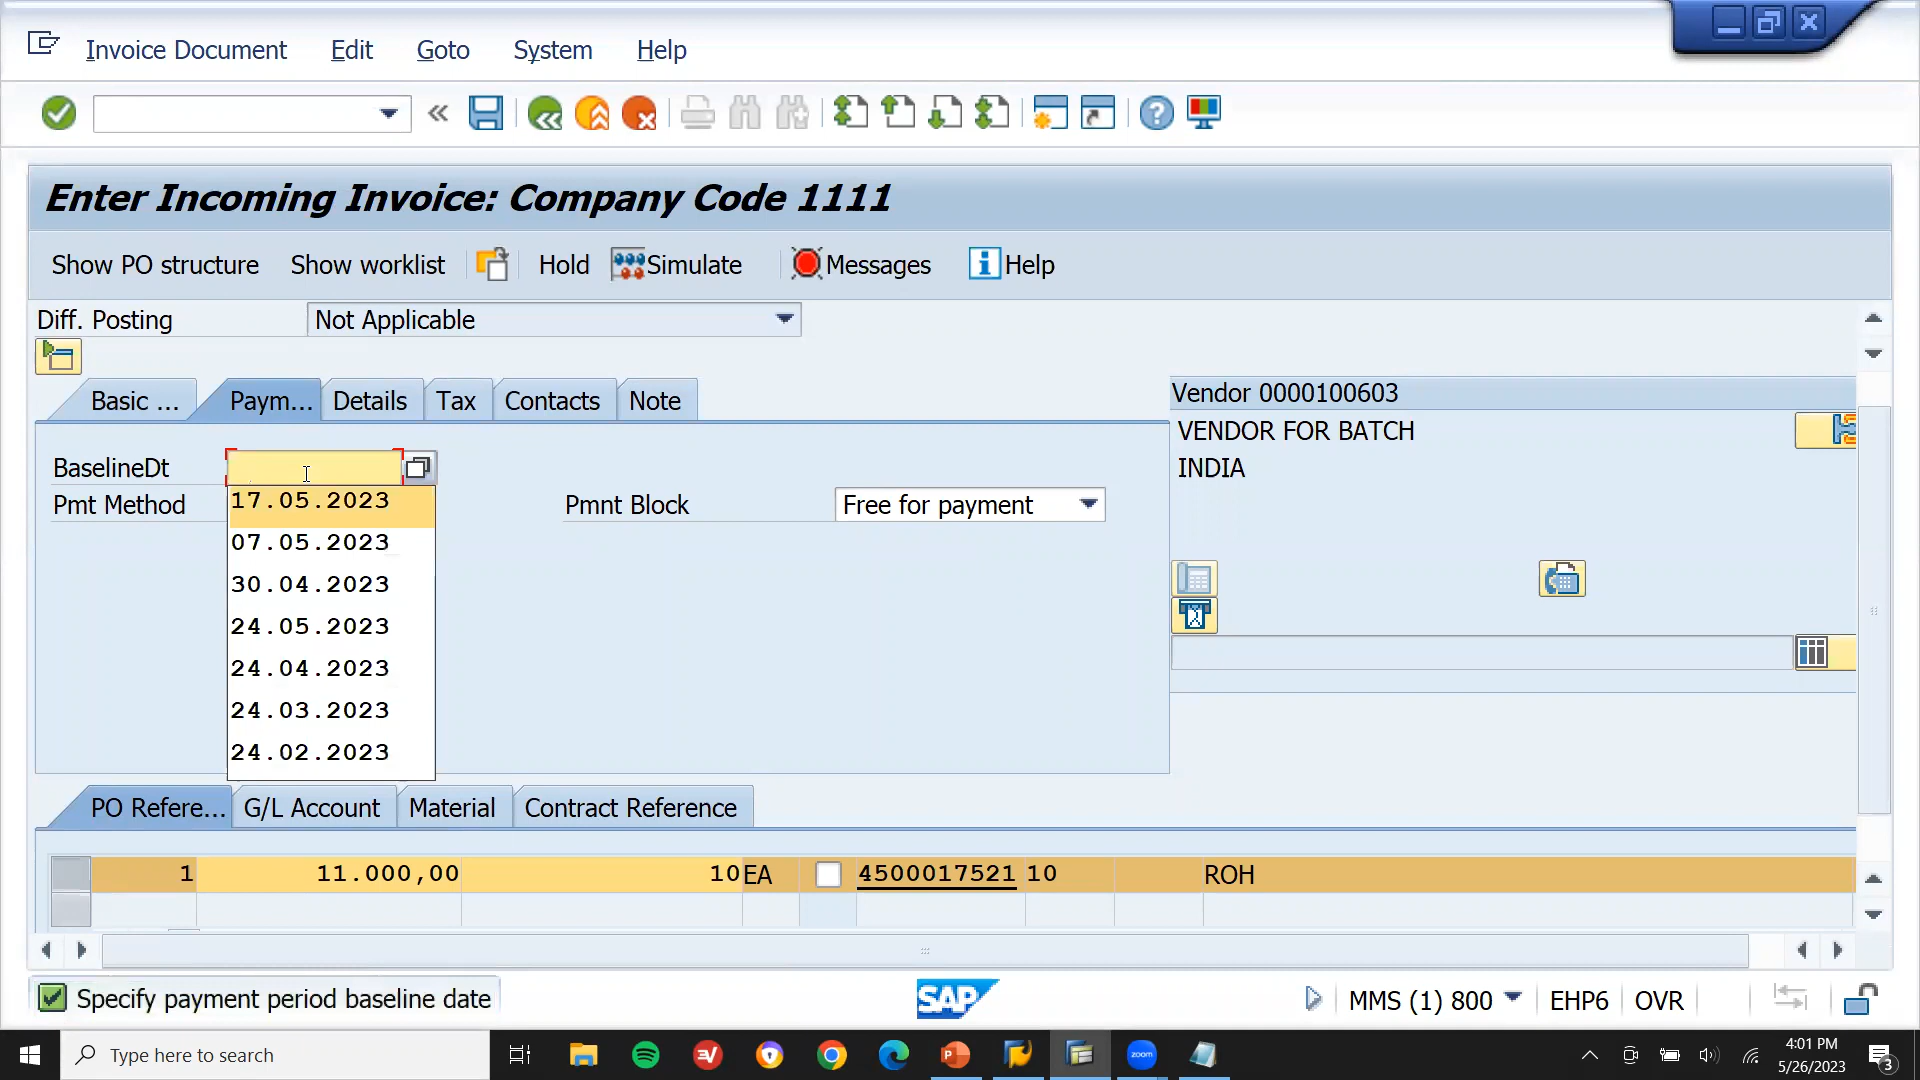 Invoice Document Edit Goto System Help
Enter Incoming Invoice: Company Code 1111
Show PO structure Show worklist Hold Simulate Messages Help
Diff. Posting Not Applicable
Basic ... Paym... Details Tax Contacts Note
Vendor 0000100603
VENDOR FOR BATCH
INDIA
BaselineDt
Pmt Method Pmnt Block Free for payment
17.05.2023
07.05.2023
30.04.2023
24.05.2023
24.04.2023
24.03.2023
24.02.2023
PO Refere... G/L Account Material Contract Reference
1 11.000,00 10 EA 4500017521 10 ROH
Specify payment period baseline date SAP MMS (1) 800 EHP6 OVR
Type here to search zoom 4:01 PM
5/26/2023 3